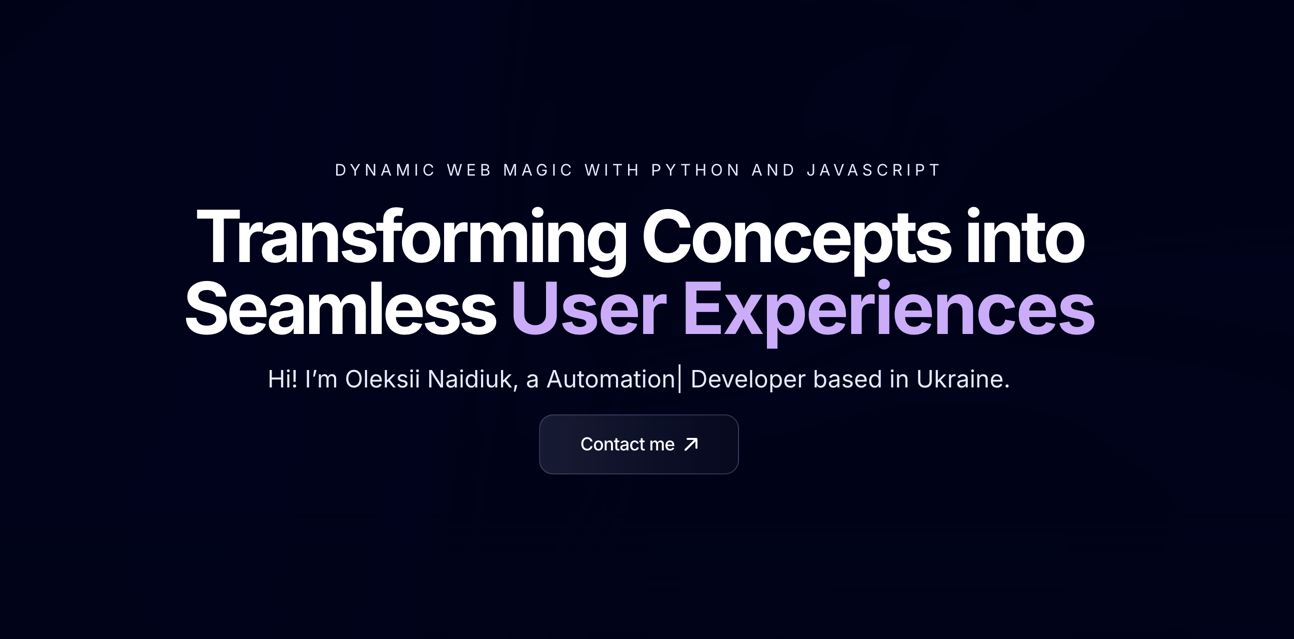 DYNAMIC WEB MAGIC WITH PYTHON AND JAVASCRIPT
Transforming Concepts into
Seamless User Experiences
Hi! I’m Oleksii Naidiuk, a Automation| Developer based in Ukraine.
Contact me